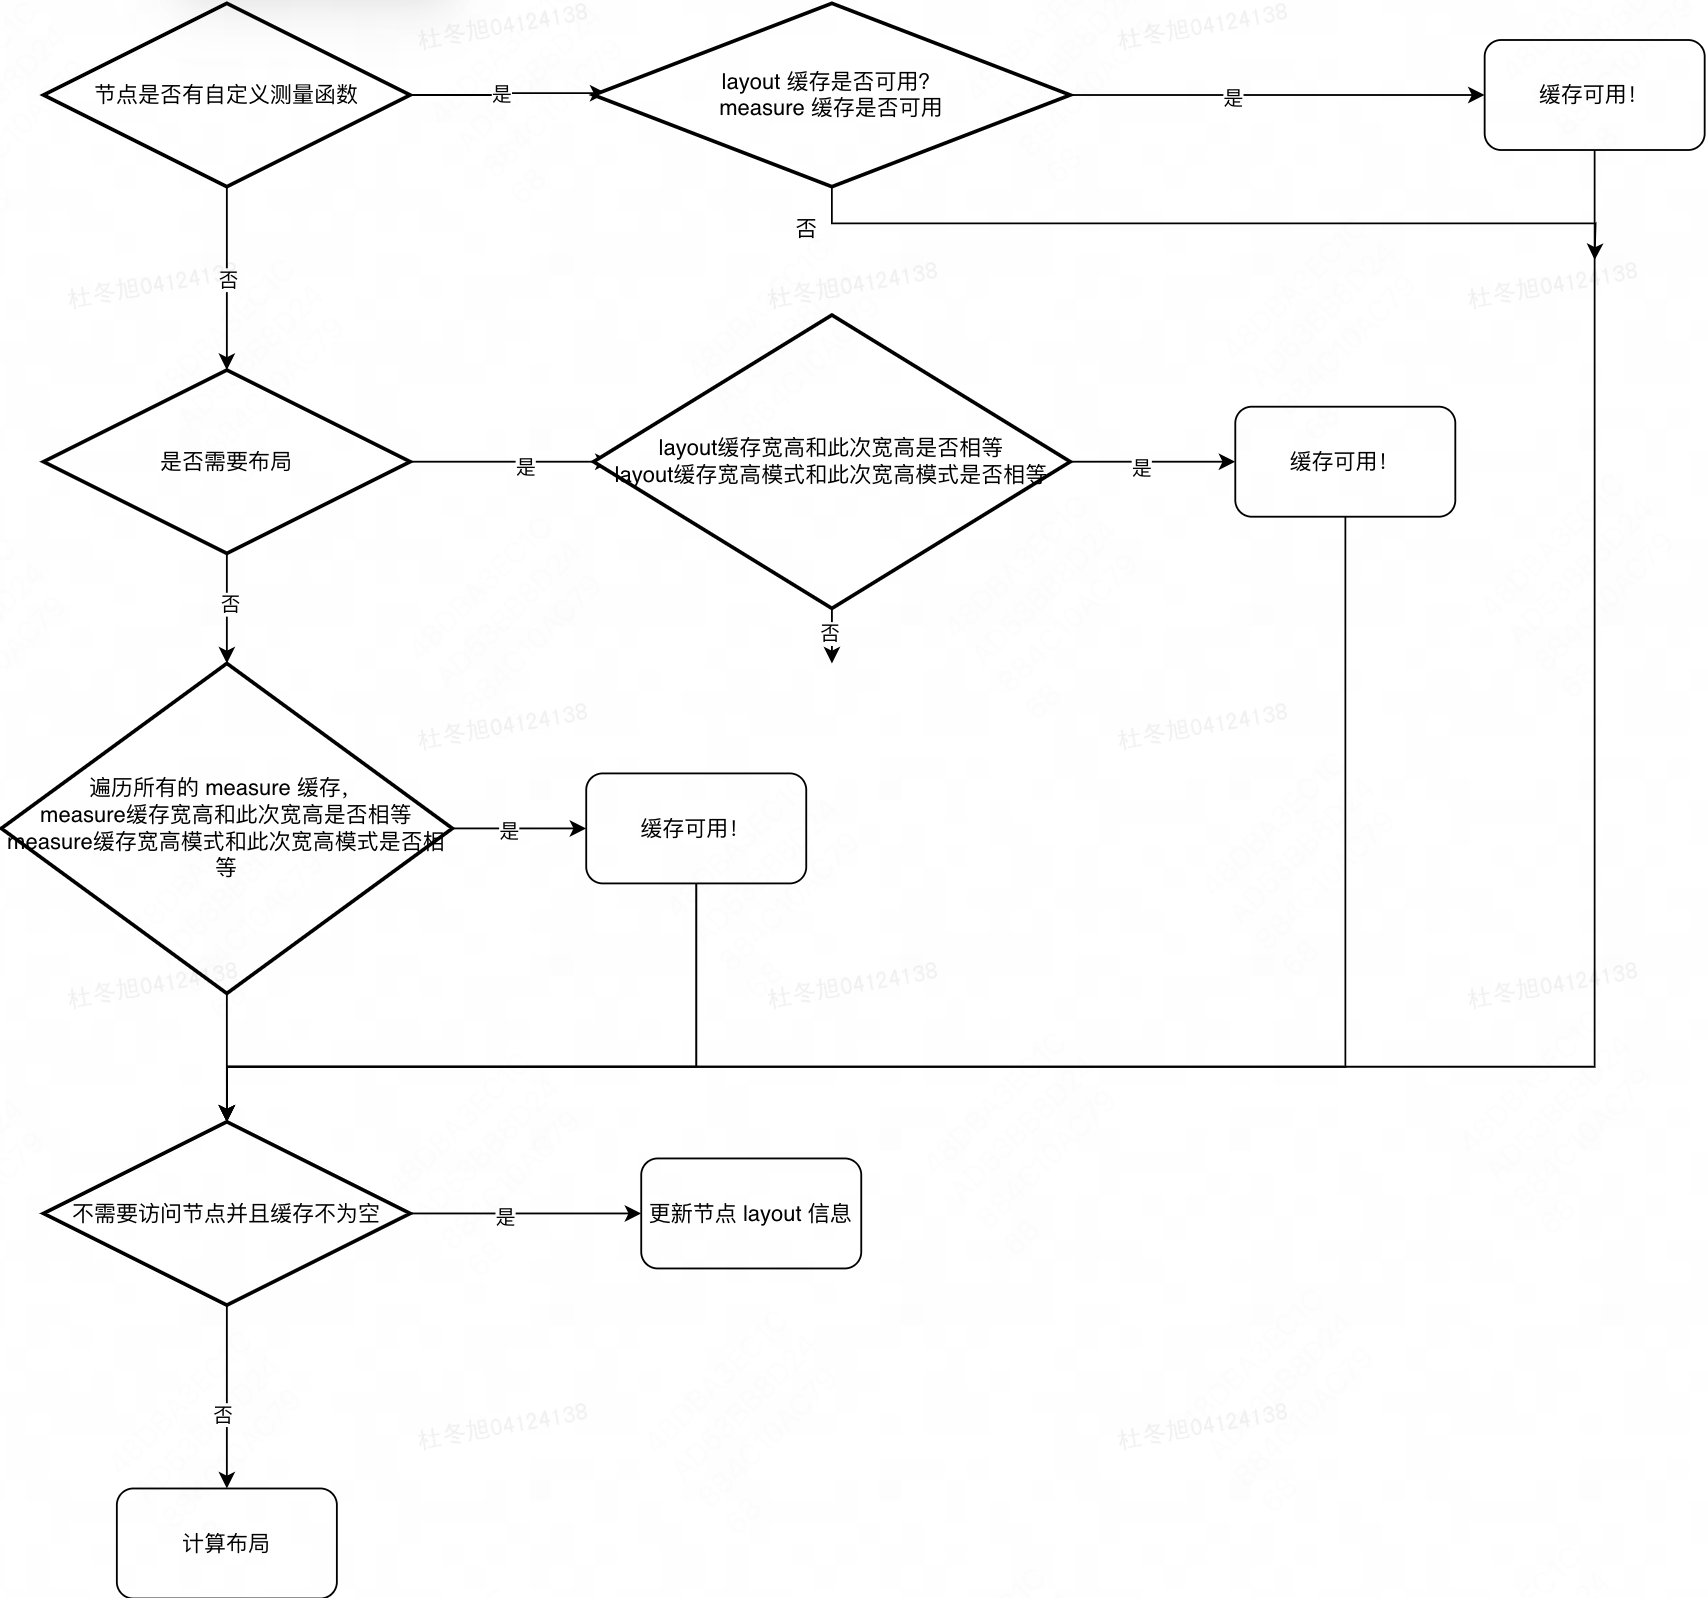 杜冬旭04124138
杜冬旭04124138
节点是否有自定义测量函数
是
layout 缓存是否可用?
measure 缓存是否可用
是
缓存可用！
否
否
杜冬旭04124138
杜冬旭04124138
杜冬旭04124138
是否需要布局
是
layout缓存宽高和此次宽高是否相等
layout缓存宽高模式和此次宽高模式是否相等
是
缓存可用！
否
否
杜冬旭04124138
杜冬旭04124138
遍历所有的 measure 缓存，
measure缓存宽高和此次宽高是否相等
measure缓存宽高模式和此次宽高模式是否相
等
是
缓存可用！
杜冬旭04124138
杜冬旭04124138
杜冬旭04124138
不需要访问节点并且缓存不为空
是
更新节点 layout 信息
否
杜冬旭04124138
杜冬旭04124138
计算布局